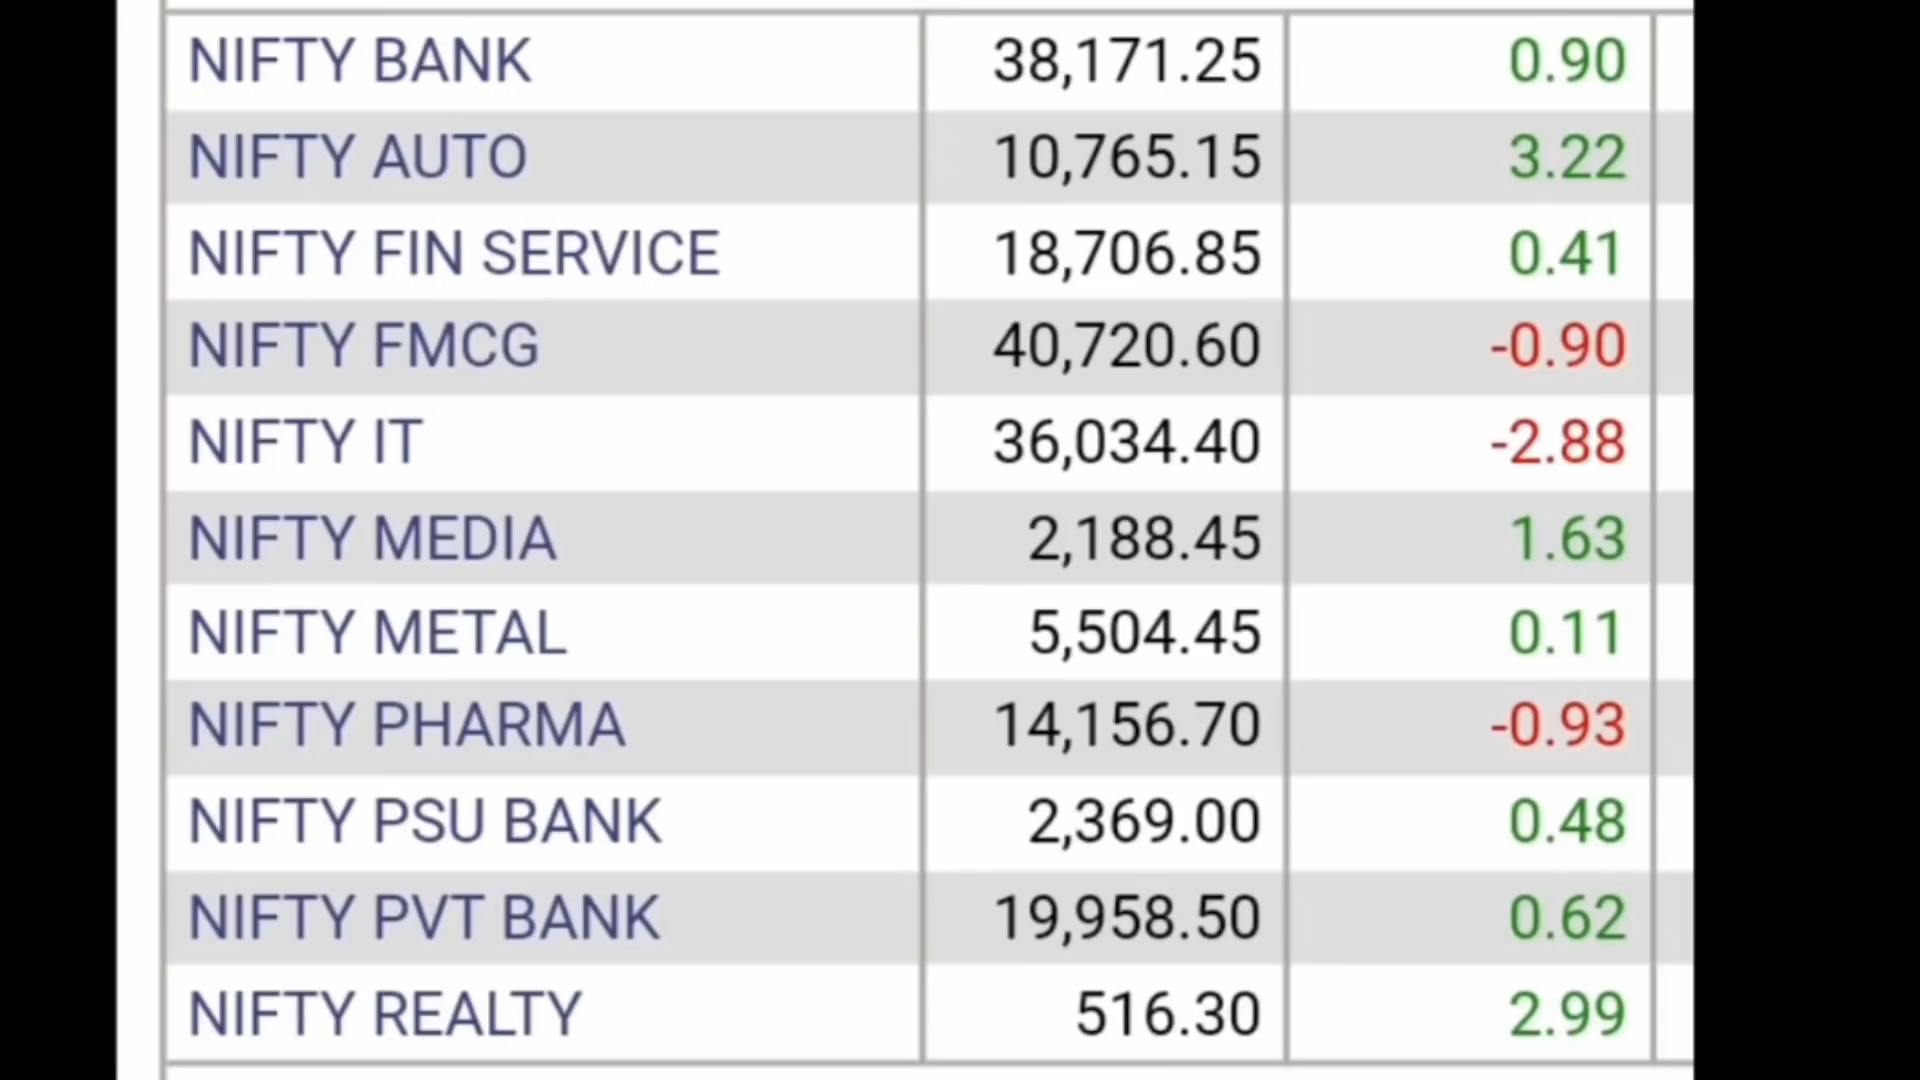 NIFTY BANK 38,171.25 0.90
NIFTY AUTO 10,765.15 3.22
NIFTY FIN SERVICE 18,706.85 0.41
NIFTY FMCG 40,720.60 -0.90
NIFTY IT 36,034.40 -2.88
NIFTY MEDIA 2,188.45 1.63
NIFTY METAL 5,504.45 0.11
NIFTY PHARMA 14,156.70 -0.93
NIFTY PSU BANK 2,369.00 0.48
NIFTY PVT BANK 19,958.50 0.62
NIFTY REALTY 516.30 2.99